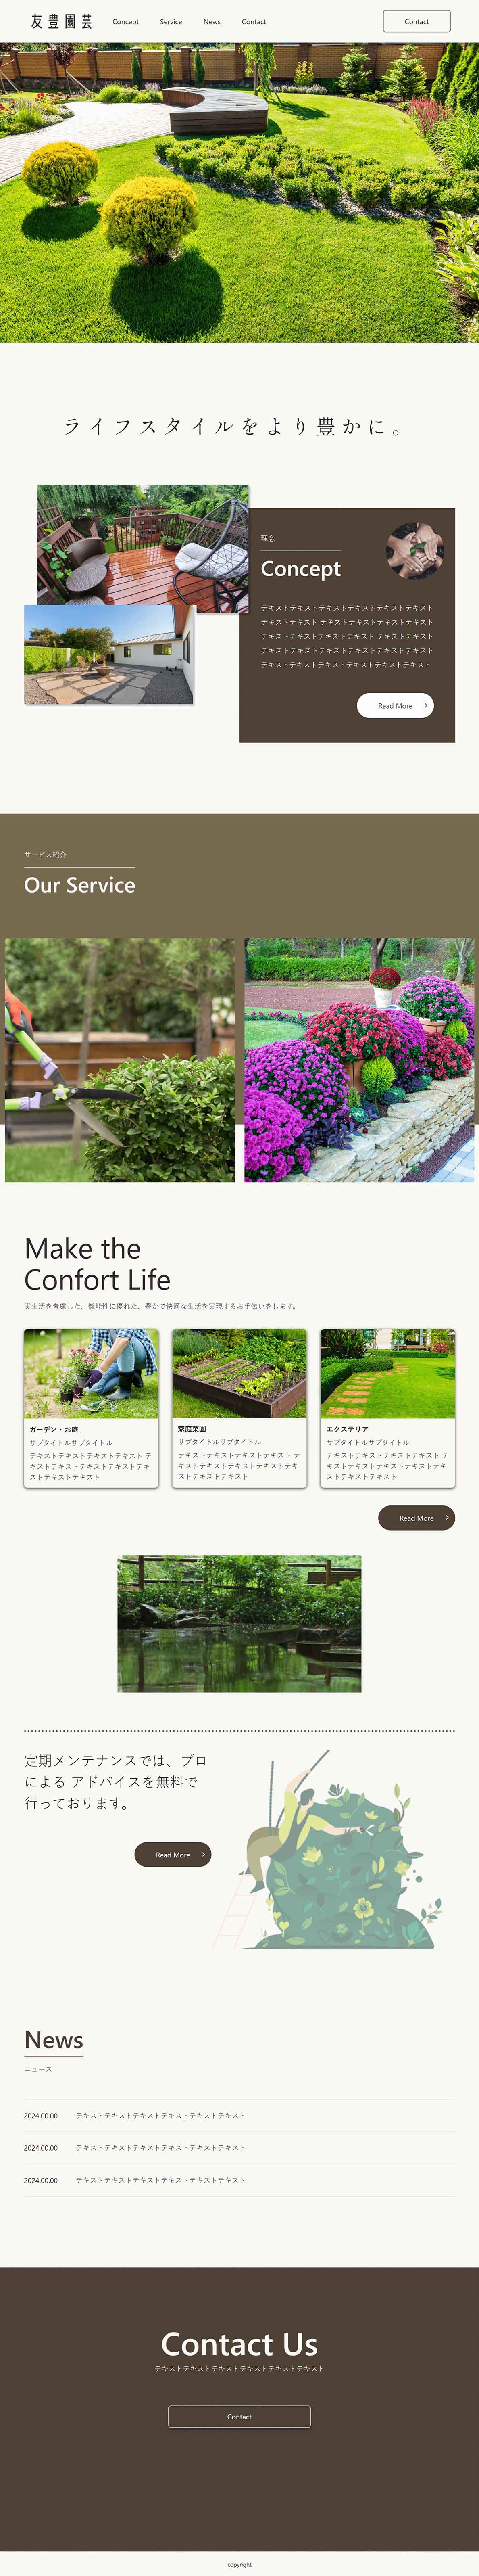 友豊園芸
Concept
Service
News
Contact
Contact
ライフスタイルをより豊かに。
理念
Concept
テキストテキストテキストテキストテキストテキスト
テキストテキスト テキストテキストテキストテキスト
テキストテキストテキストテキスト テキストテキスト
テキストテキストテキストテキストテキストテキスト
テキストテキストテキストテキストテキストテキスト
Read More
サービス紹介
Our Service
Make the
Confort Life
実生活を考慮した、機能性に優れた、豊かで快適な生活を実現するお手伝いをします。
ガーデン・お庭
サブタイトルサブタイトル
テキストテキストテキストテキスト テ
キストテキストテキストテキストテキ
ストテキストテキスト
家庭菜園
サブタイトルサブタイトル
テキストテキストテキストテキスト テ
キストテキストテキストテキストテキ
ストテキストテキスト
エクステリア
サブタイトルサブタイトル
テキストテキストテキストテキスト テ
キストテキストテキストテキストテキ
ストテキストテキスト
Read More
定期メンテナンスでは、プロ
による アドバイスを無料で
行っております。
Read More
News
ニュース
2024.00.00 テキストテキストテキストテキストテキストテキスト
2024.00.00 テキストテキストテキストテキストテキストテキスト
2024.00.00 テキストテキストテキストテキストテキストテキスト
Contact Us
テキストテキストテキストテキストテキストテキスト
Contact
copyright